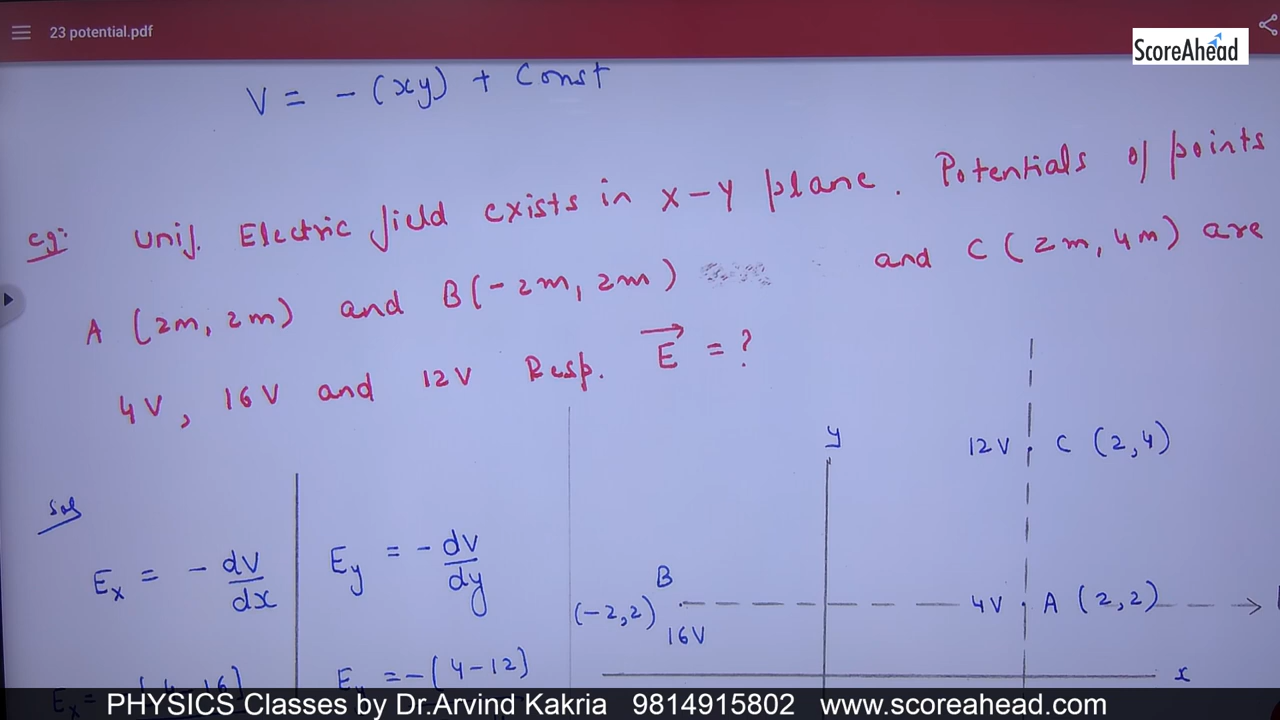 23 potential.pdf
ScoreAhead
V = - (xy) + Const
eg: Unif. Electric field exists in X-Y plane. Potentials of points
A (2m, 2m) and B(-2m, 2m) and C (2m, 4m) are
4V, 16V and 12V Resp. E⃗ = ?
Sol
Ex = - dV/dx
Ey = - dV/dy
Ey = -(4-12)
y
12V C (2,4)
B
(-2,2)
16V
4V A (2,2)
x
PHYSICS Classes by Dr.Arvind Kakria 9814915802 www.scoreahead.com